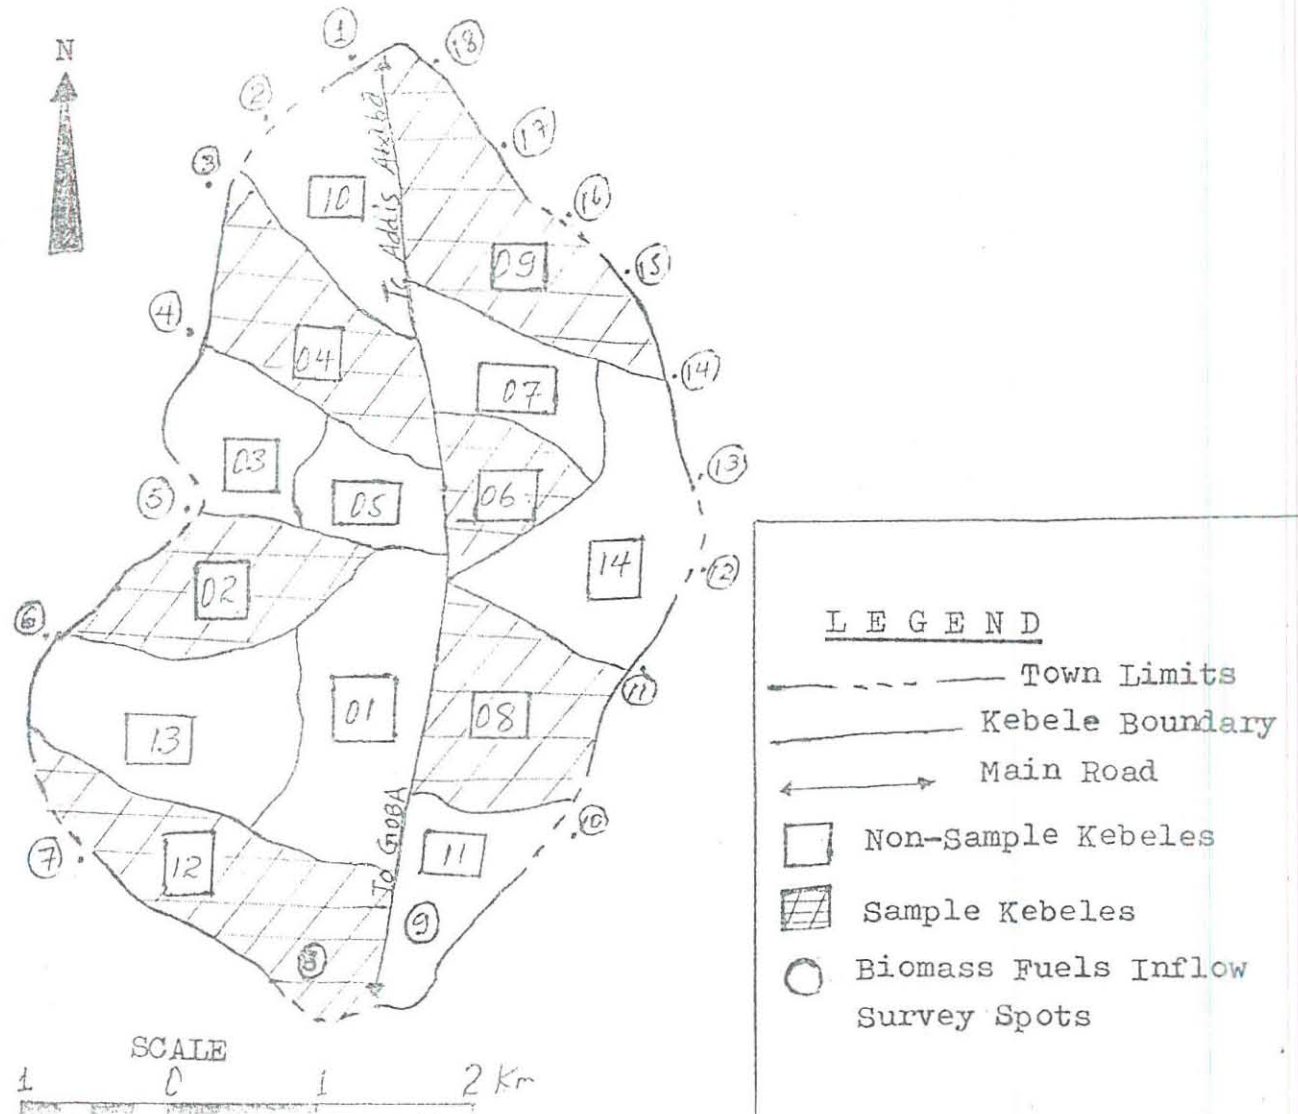 N
1
18
2
17
3
16
10
To Addis Ababa
09
15
4
04
14
07
03
13
05
06
5
14
12
02
6
11
01
08
13
10
To GOBA
11
12
7
9
8
SCALE
1 0 1 2 Km
LEGEND
Town Limits
Kebele Boundary
Main Road
Non-Sample Kebeles
Sample Kebeles
Biomass Fuels Inflow
Survey Spots